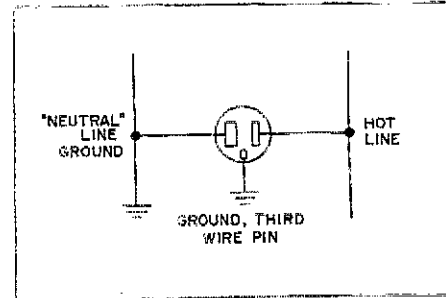 "NEUTRAL"
LINE
GROUND
HOT
LINE
GROUND, THIRD
WIRE PIN